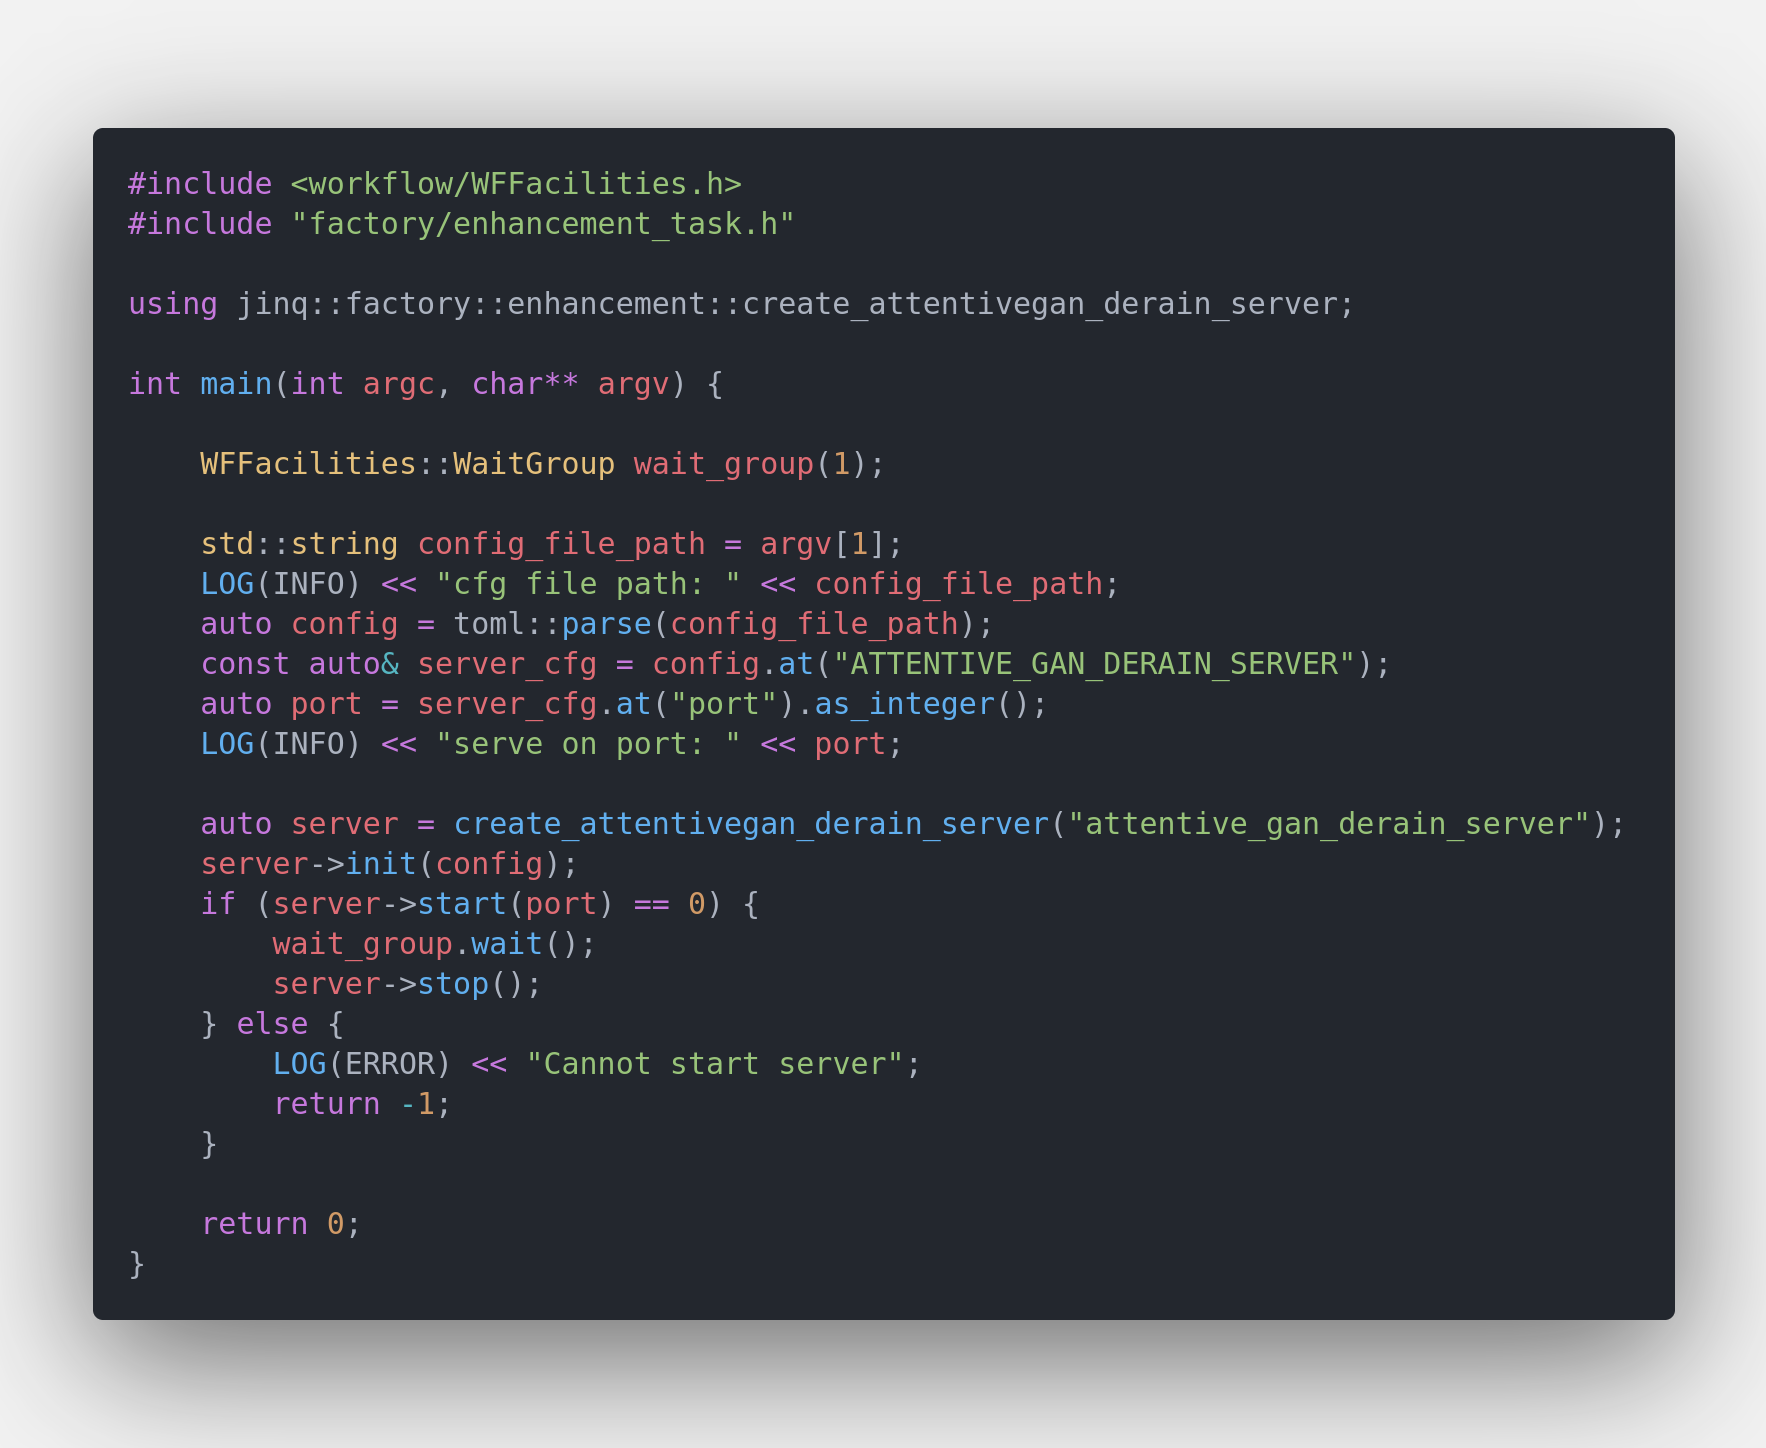 #include <workflow/WFFacilities.h>
#include "factory/enhancement_task.h"

using jinq::factory::enhancement::create_attentivegan_derain_server;

int main(int argc, char** argv) {

    WFFacilities::WaitGroup wait_group(1);

    std::string config_file_path = argv[1];
    LOG(INFO) << "cfg file path: " << config_file_path;
    auto config = toml::parse(config_file_path);
    const auto& server_cfg = config.at("ATTENTIVE_GAN_DERAIN_SERVER");
    auto port = server_cfg.at("port").as_integer();
    LOG(INFO) << "serve on port: " << port;

    auto server = create_attentivegan_derain_server("attentive_gan_derain_server");
    server->init(config);
    if (server->start(port) == 0) {
        wait_group.wait();
        server->stop();
    } else {
        LOG(ERROR) << "Cannot start server";
        return -1;
    }

    return 0;
}